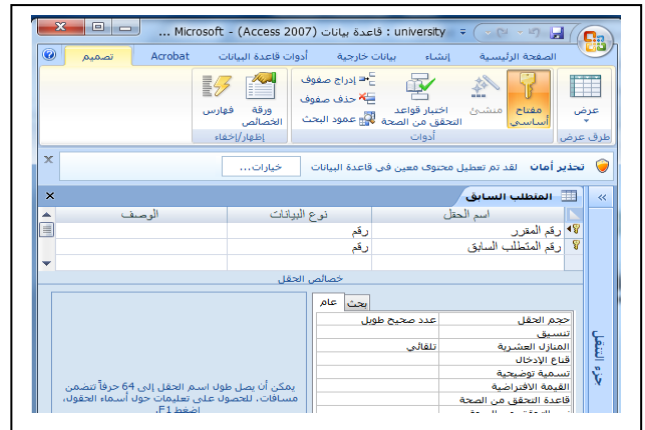 university : قاعدة بيانات (Access 2007) - Microsoft ...
الصفحة الرئيسية إنشاء بيانات خارجية أدوات قاعدة البيانات Acrobat تصميم
عرض
مفتاح أساسي
منشئ
اختبار قواعد التحقق من الصحة
إدراج صفوف
حذف صفوف
عمود البحث
ورقة الخصائص
فهارس
طرق عرض
أدوات
إظهار/إخفاء
تحذير أمان لقد تم تعطيل محتوى معين في قاعدة البيانات خيارات...
المتطلب السابق
اسم الحقل نوع البيانات الوصف
رقم المقرر رقم
رقم المتطلب السابق رقم
خصائص الحقل
عام بحث
حجم الحقل عدد صحيح طويل
تنسيق
المنازل العشرية تلقائي
قناع الإدخال
تسمية توضيحية
القيمة الافتراضية
قاعدة التحقق من الصحة
يمكن أن يصل طول اسم الحقل إلى 64 حرفاً تتضمن
مسافات. للحصول على تعليمات حول أسماء الحقول،
اضغط F1.
جزء التنقل